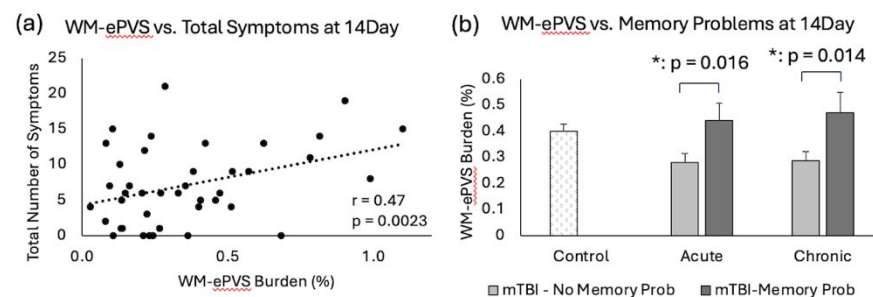 (a) WM-ePVS vs. Total Symptoms at 14Day
Total Number of Symptoms
25
20
15
10
5
0
r = 0.47
p = 0.0023
0.0 0.5 1.0
WM-ePVS Burden (%)
(b) WM-ePVS vs. Memory Problems at 14Day
*: p = 0.016
*: p = 0.014
WM-ePVS Burden (%)
0.6
0.5
0.4
0.3
0.2
0.1
0
Control Acute Chronic
mTBI - No Memory Prob mTBI-Memory Prob